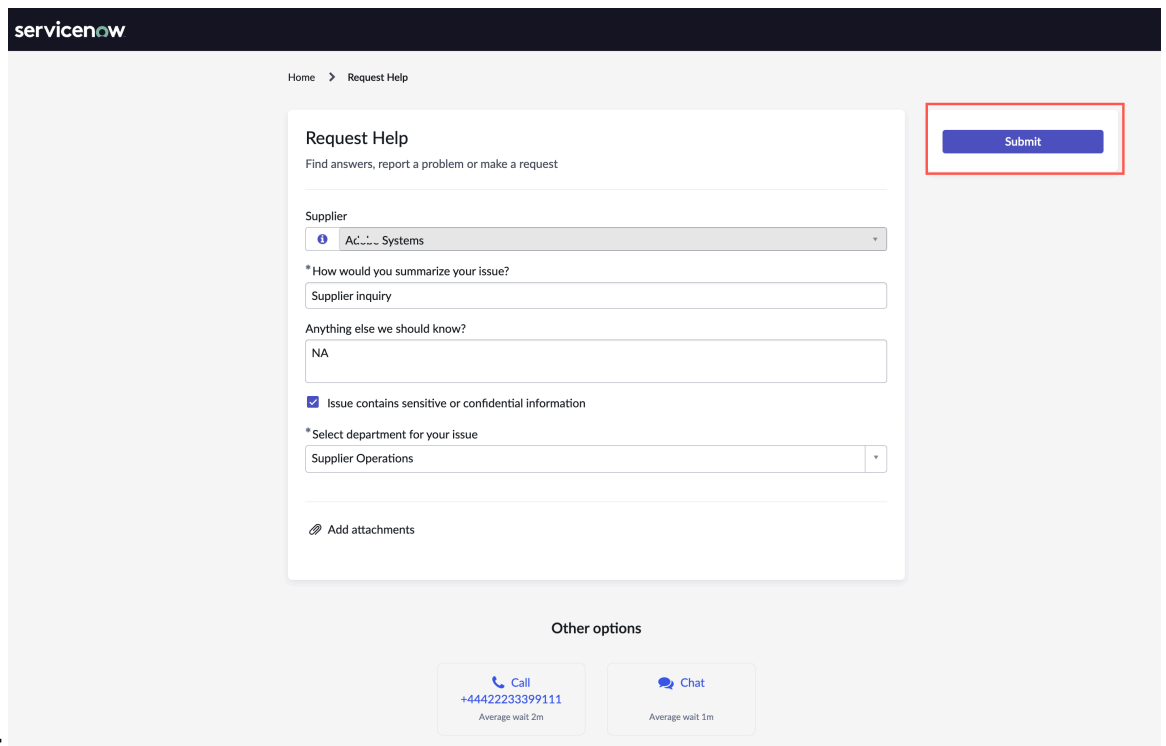 servicenow
Home > Request Help
Request Help
Submit
Find answers, report a problem or make a request
Supplier
Systems
* How would you summarize your issue?
Supplier inquiry
Anything else we should know?
NA
Issue contains sensitive or confidential information
* Select department for your issue
Supplier Operations
Add attachments
Other options
Call
+44422233399111
Average wait 2m
Chat
Average wait 1m